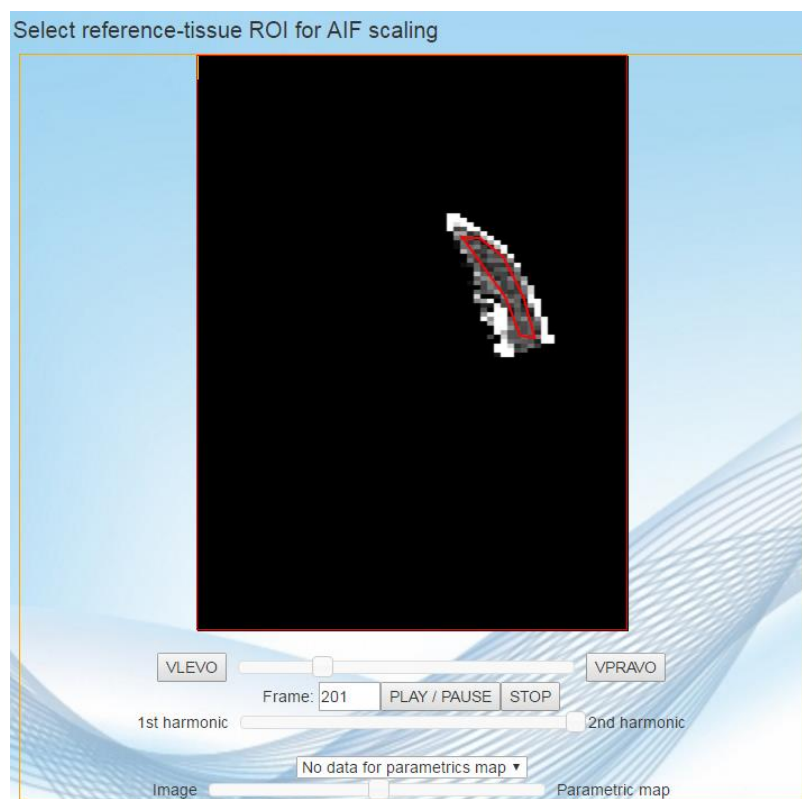 Select reference-tissue ROI for AIF scaling
VLEVO VPRAVO
Frame: 201 PLAY / PAUSE STOP
1st harmonic 2nd harmonic
No data for parametrics map ▼
Image Parametric map